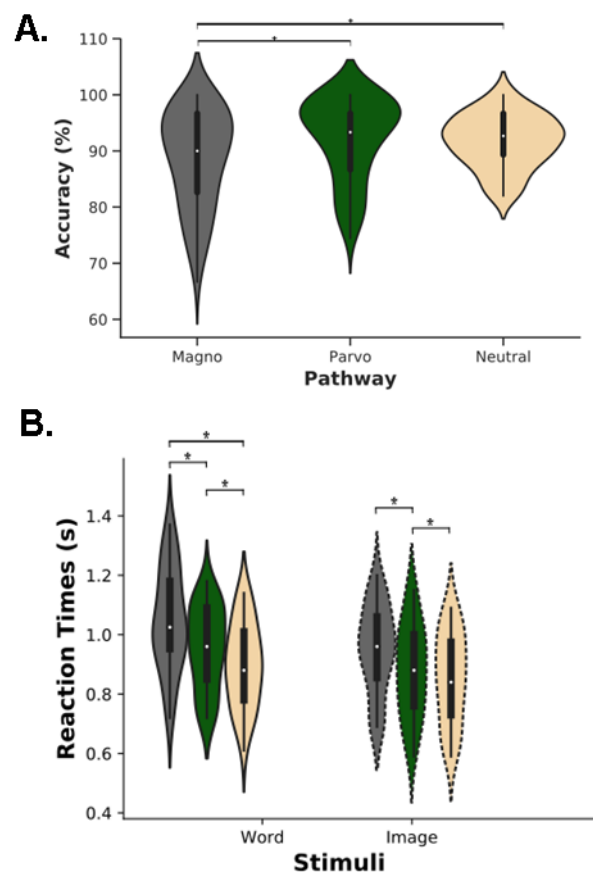 A.
*
*
110
100
90
80
70
60
Accuracy (%)
Magno Parvo Neutral
Pathway
B.
*
*
*
*
*
1.4
1.2
1.0
0.8
0.6
0.4
Reaction Times (s)
Word Image
Stimuli